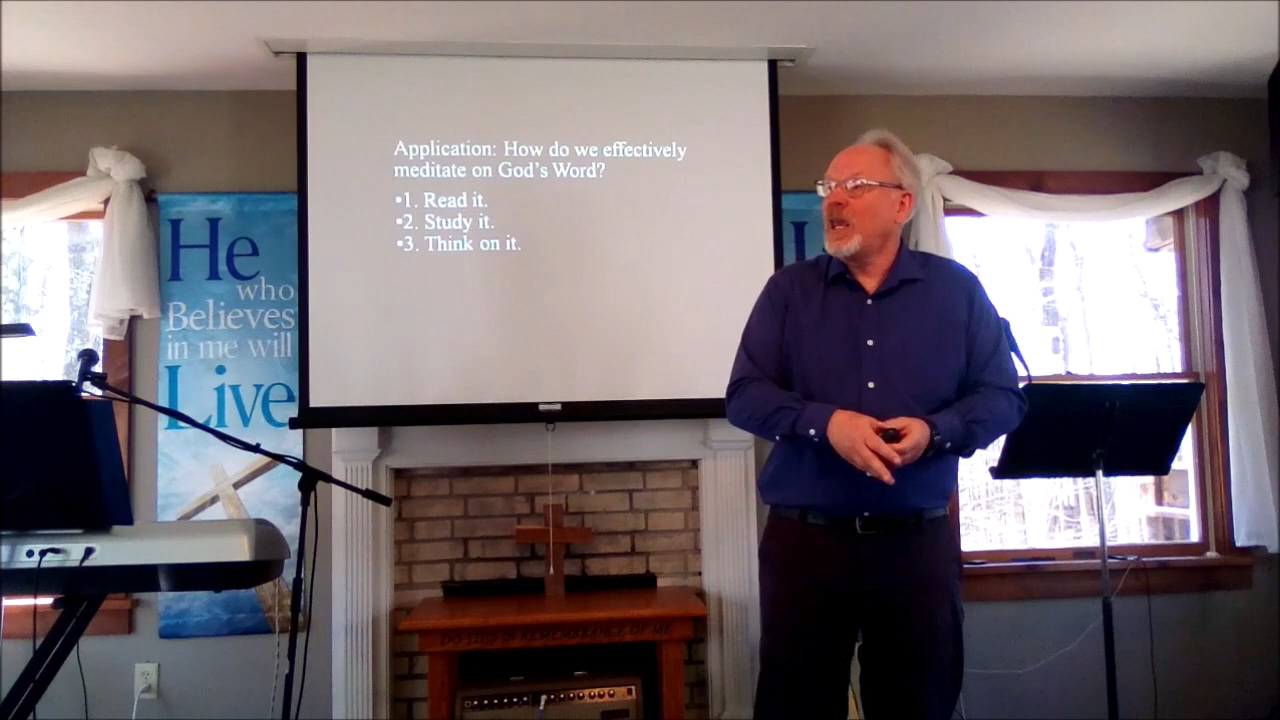 Application: How do we effectively
meditate on God's Word?
•1. Read it.
•2. Study it.
•3. Think on it.
He
who
Believes
in me will
Live
DO THIS IN REMEMBRANCE OF ME